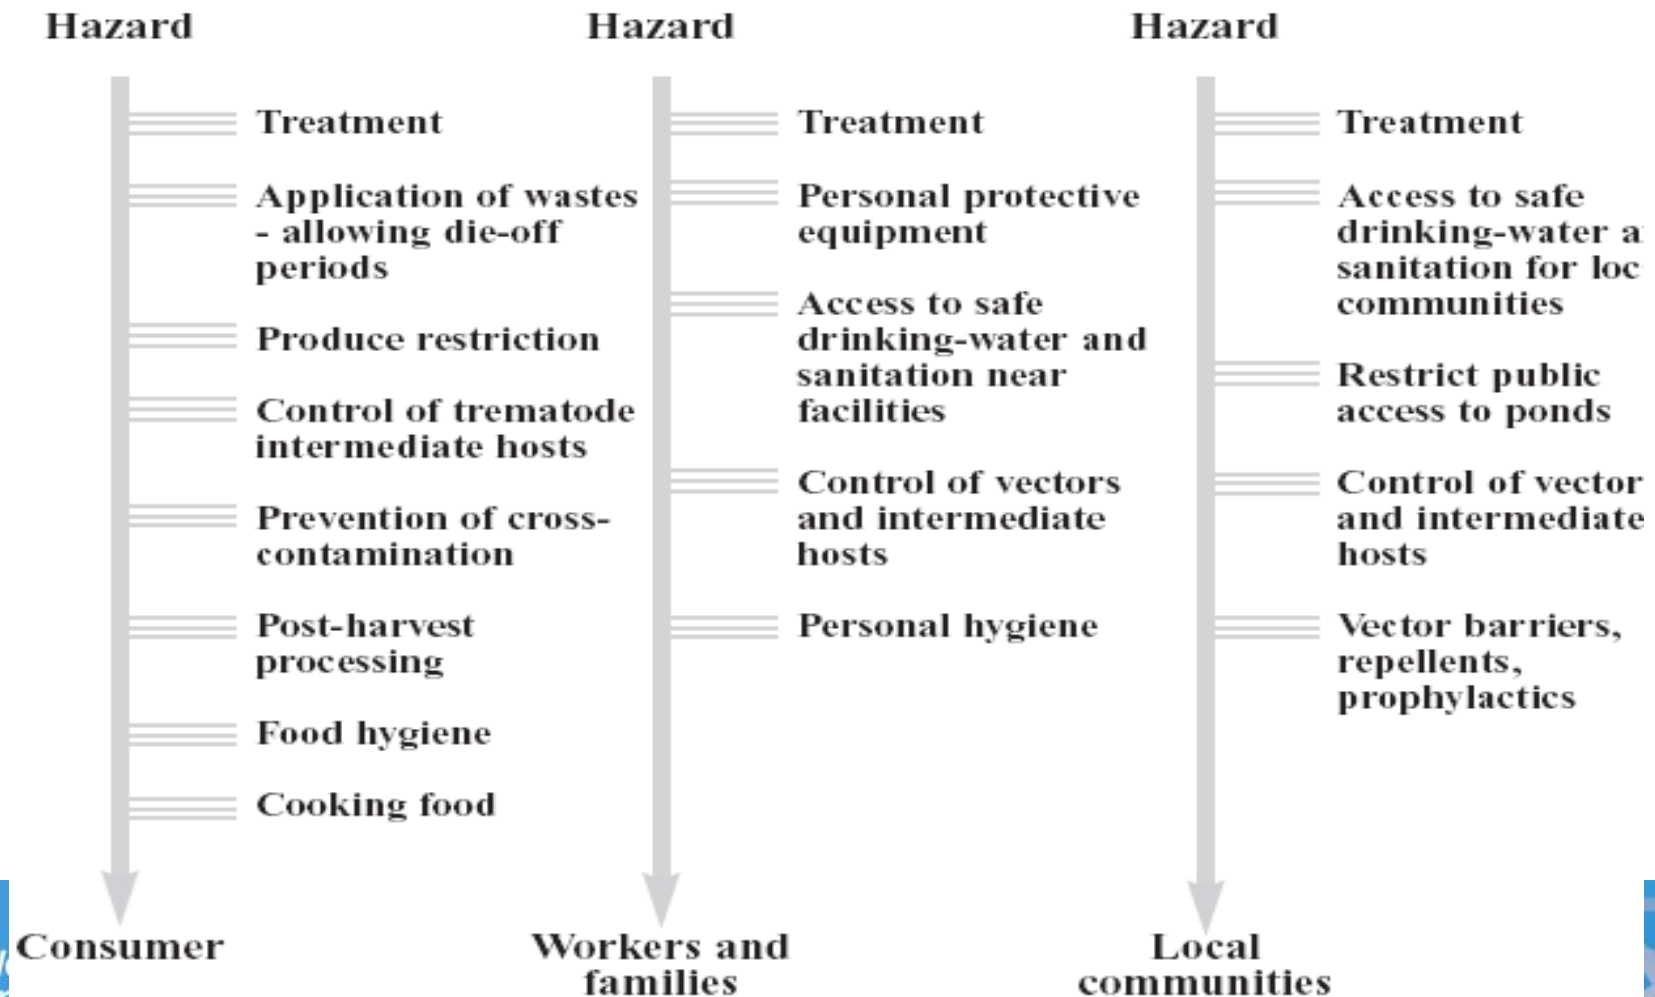 Hazard
Treatment
Application of wastes
- allowing die-off
periods
Produce restriction
Control of trematode
intermediate hosts
Prevention of cross-
contamination
Post-harvest
processing
Food hygiene
Cooking food
Consumer
Hazard
Treatment
Personal protective
equipment
Access to safe
drinking-water and
sanitation near
facilities
Control of vectors
and intermediate
hosts
Personal hygiene
Workers and
families
Hazard
Treatment
Access to safe
drinking-water
sanitation for
communities
Restrict public
access to ponds
Control of vector
and intermediate
hosts
Vector barriers,
repellents,
prophylactics
Local
communities